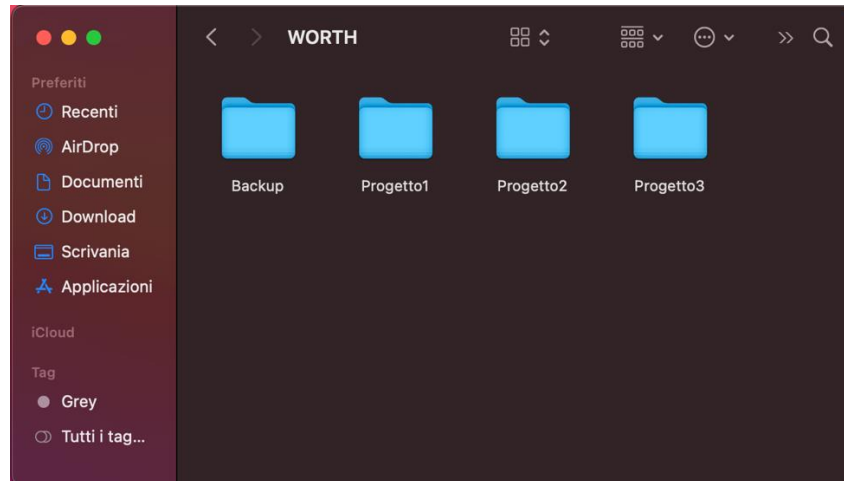 WORTH
Preferiti
Recenti
AirDrop
Documenti
Download
Scrivania
Applicazioni
iCloud
Tag
Grey
Tutti i tag...
Backup
Progetto1
Progetto2
Progetto3